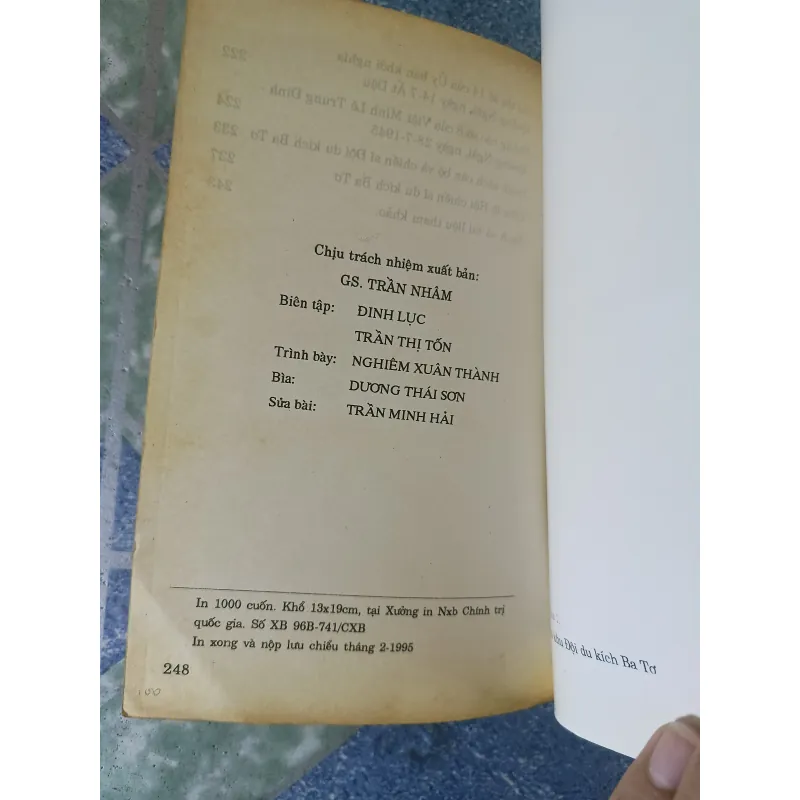 Chịu trách nhiệm xuất bản:
GS. TRẦN NHÂM
Biên tập: ĐINH LỤC
TRẦN THỊ TỐN
Trình bày: NGHIÊM XUÂN THÀNH
Bìa: DƯƠNG THÁI SƠN
Sửa bài: TRẦN MINH HẢI
In 1000 cuốn. Khổ 13x19cm, tại Xưởng in Nxb Chính trị
quốc gia. Số XB 96B-741/CXB
In xong và nộp lưu chiểu tháng 2-1995
248
Đội du kích Ba Tơ